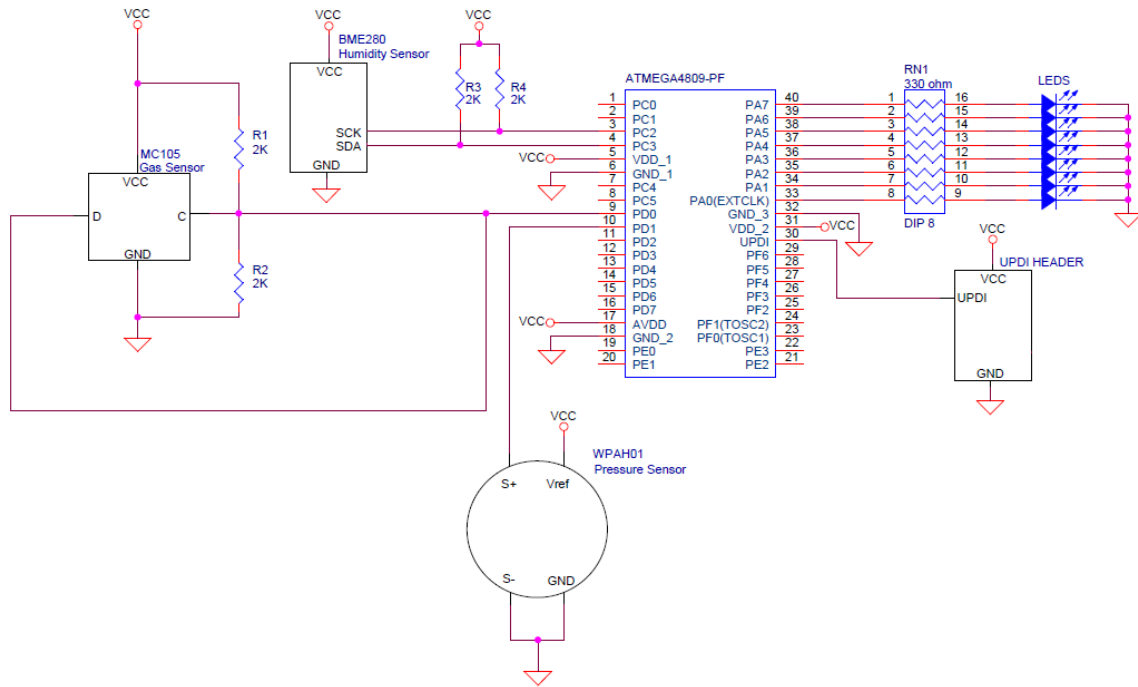 VCC
MC105
Gas Sensor
VCC
D
C
GND
R1
2K
R2
2K
VCC
BME280
Humidity Sensor
VCC
SCK
SDA
GND
VCC
R3
2K
R4
2K
ATMEGA4809-PF
1 PC0 PA7 40
2 PC1 PA6 39
3 PC2 PA5 38
4 PC3 PA4 37
VCC 5 VDD_1 PA3 36
6 GND_1 PA2 35
7 PC4 PA1 34
8 PC5 PA0(EXTCLK) 33
9 PD0 GND_3 32
10 PD1 VDD_2 31 VCC
11 PD2 UPDI 30
12 PD3 PF6 29
13 PD4 PF5 28
14 PD5 PF4 27
15 PD6 PF3 26
16 PD7 PF2 25
VCC 17 AVDD PF1(TOSC2) 24
18 GND_2 PF0(TOSC1) 23
19 PE0 PE3 22
20 PE1 PE2 21
RN1
330 ohm
1 16
2 15
3 14
4 13
5 12
6 11
7 10
8 9
DIP 8
LEDS
VCC
UPDI HEADER
VCC
UPDI
GND
VCC
WPAH01
Pressure Sensor
S+ Vref
S- GND